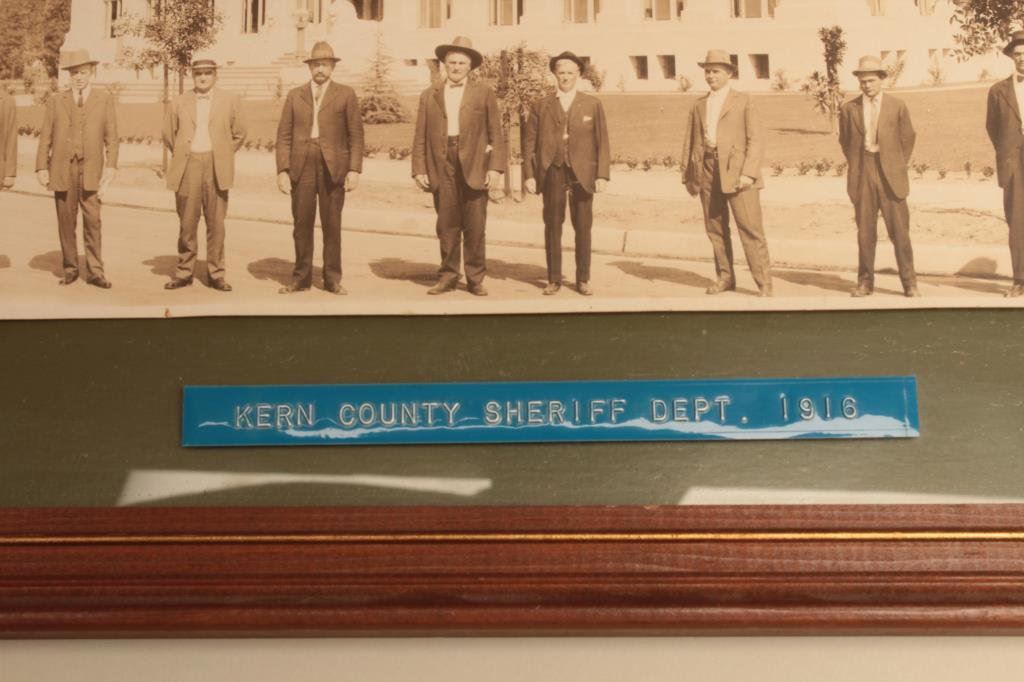 KERN COUNTY SHERIFF DEPT. 1916